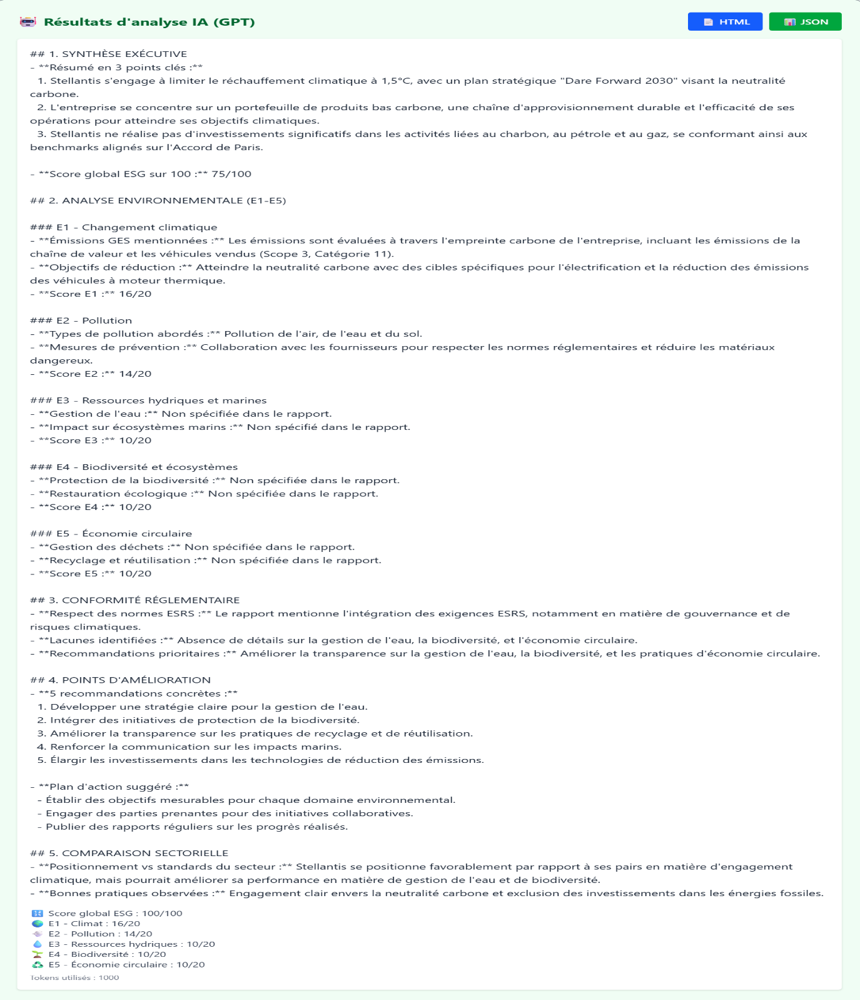 Résultats d'analyse IA (GPT)
HTML
JSON
## 1. SYNTHÈSE EXÉCUTIVE
- **Résumé en 3 points clés :**
1. Stellantis s'engage à limiter le réchauffement climatique à 1,5°C, avec un plan stratégique "Dare Forward 2030" visant la neutralité
carbone.
2. L'entreprise se concentre sur un portefeuille de produits bas carbone, une chaîne d'approvisionnement durable et l'efficacité de ses
opérations pour atteindre ses objectifs climatiques.
3. Stellantis ne réalise pas d'investissements significatifs dans les activités liées au charbon, au pétrole et au gaz, se conformant ainsi aux
benchmarks alignés sur l'Accord de Paris.
- **Score global ESG sur 100 :** 75/100
## 2. ANALYSE ENVIRONNEMENTALE (E1-E5)
### E1 - Changement climatique
- **Émissions GES mentionnées :** Les émissions sont évaluées à travers l'empreinte carbone de l'entreprise, incluant les émissions de la
chaîne de valeur et les véhicules vendus (Scope 3, Catégorie 11).
- **Objectifs de réduction :** Atteindre la neutralité carbone avec des cibles spécifiques pour l'électrification et la réduction des émissions
des véhicules à moteur thermique.
- **Score E1 :** 16/20
### E2 - Pollution
- **Types de pollution abordés :** Pollution de l'air, de l'eau et du sol.
- **Mesures de prévention :** Collaboration avec les fournisseurs pour respecter les normes réglementaires et réduire les matériaux
dangereux.
- **Score E2 :** 14/20
### E3 - Ressources hydriques et marines
- **Gestion de l'eau :** Non spécifiée dans le rapport.
- **Impact sur écosystèmes marins :** Non spécifié dans le rapport.
- **Score E3 :** 10/20
### E4 - Biodiversité et écosystèmes
- **Protection de la biodiversité :** Non spécifiée dans le rapport.
- **Restauration écologique :** Non spécifiée dans le rapport.
- **Score E4 :** 10/20
### E5 - Économie circulaire
- **Gestion des déchets :** Non spécifiée dans le rapport.
- **Recyclage et réutilisation :** Non spécifiée dans le rapport.
- **Score E5 :** 10/20
## 3. CONFORMITÉ RÉGLEMENTAIRE
- **Respect des normes ESRS :** Le rapport mentionne l'intégration des exigences ESRS, notamment en matière de gouvernance et de
risques climatiques.
- **Lacunes identifiées :** Absence de détails sur la gestion de l'eau, la biodiversité, et l'économie circulaire.
- **Recommandations prioritaires :** Améliorer la transparence sur la gestion de l'eau, la biodiversité, et les pratiques d'économie circulaire.
## 4. POINTS D'AMÉLIORATION
- **5 recommandations concrètes :**
1. Développer une stratégie claire pour la gestion de l'eau.
2. Intégrer des initiatives de protection de la biodiversité.
3. Améliorer la transparence sur les pratiques de recyclage et de réutilisation.
4. Renforcer la communication sur les impacts marins.
5. Élargir les investissements dans les technologies de réduction des émissions.
- **Plan d'action suggéré :**
- Établir des objectifs mesurables pour chaque domaine environnemental.
- Engager des parties prenantes pour des initiatives collaboratives.
- Publier des rapports réguliers sur les progrès réalisés.
## 5. COMPARAISON SECTORIELLE
- **Positionnement vs standards du secteur :** Stellantis se positionne favorablement par rapport à ses pairs en matière d'engagement
climatique, mais pourrait améliorer sa performance en matière de gestion de l'eau et de biodiversité.
- **Bonnes pratiques observées :** Engagement clair envers la neutralité carbone et exclusion des investissements dans les énergies fossiles.
Score global ESG : 100/100
E1 - Climat : 16/20
E2 - Pollution : 14/20
E3 - Ressources hydriques : 10/20
E4 - Biodiversité : 10/20
E5 - Économie circulaire : 10/20
Tokens utilisés : 1000